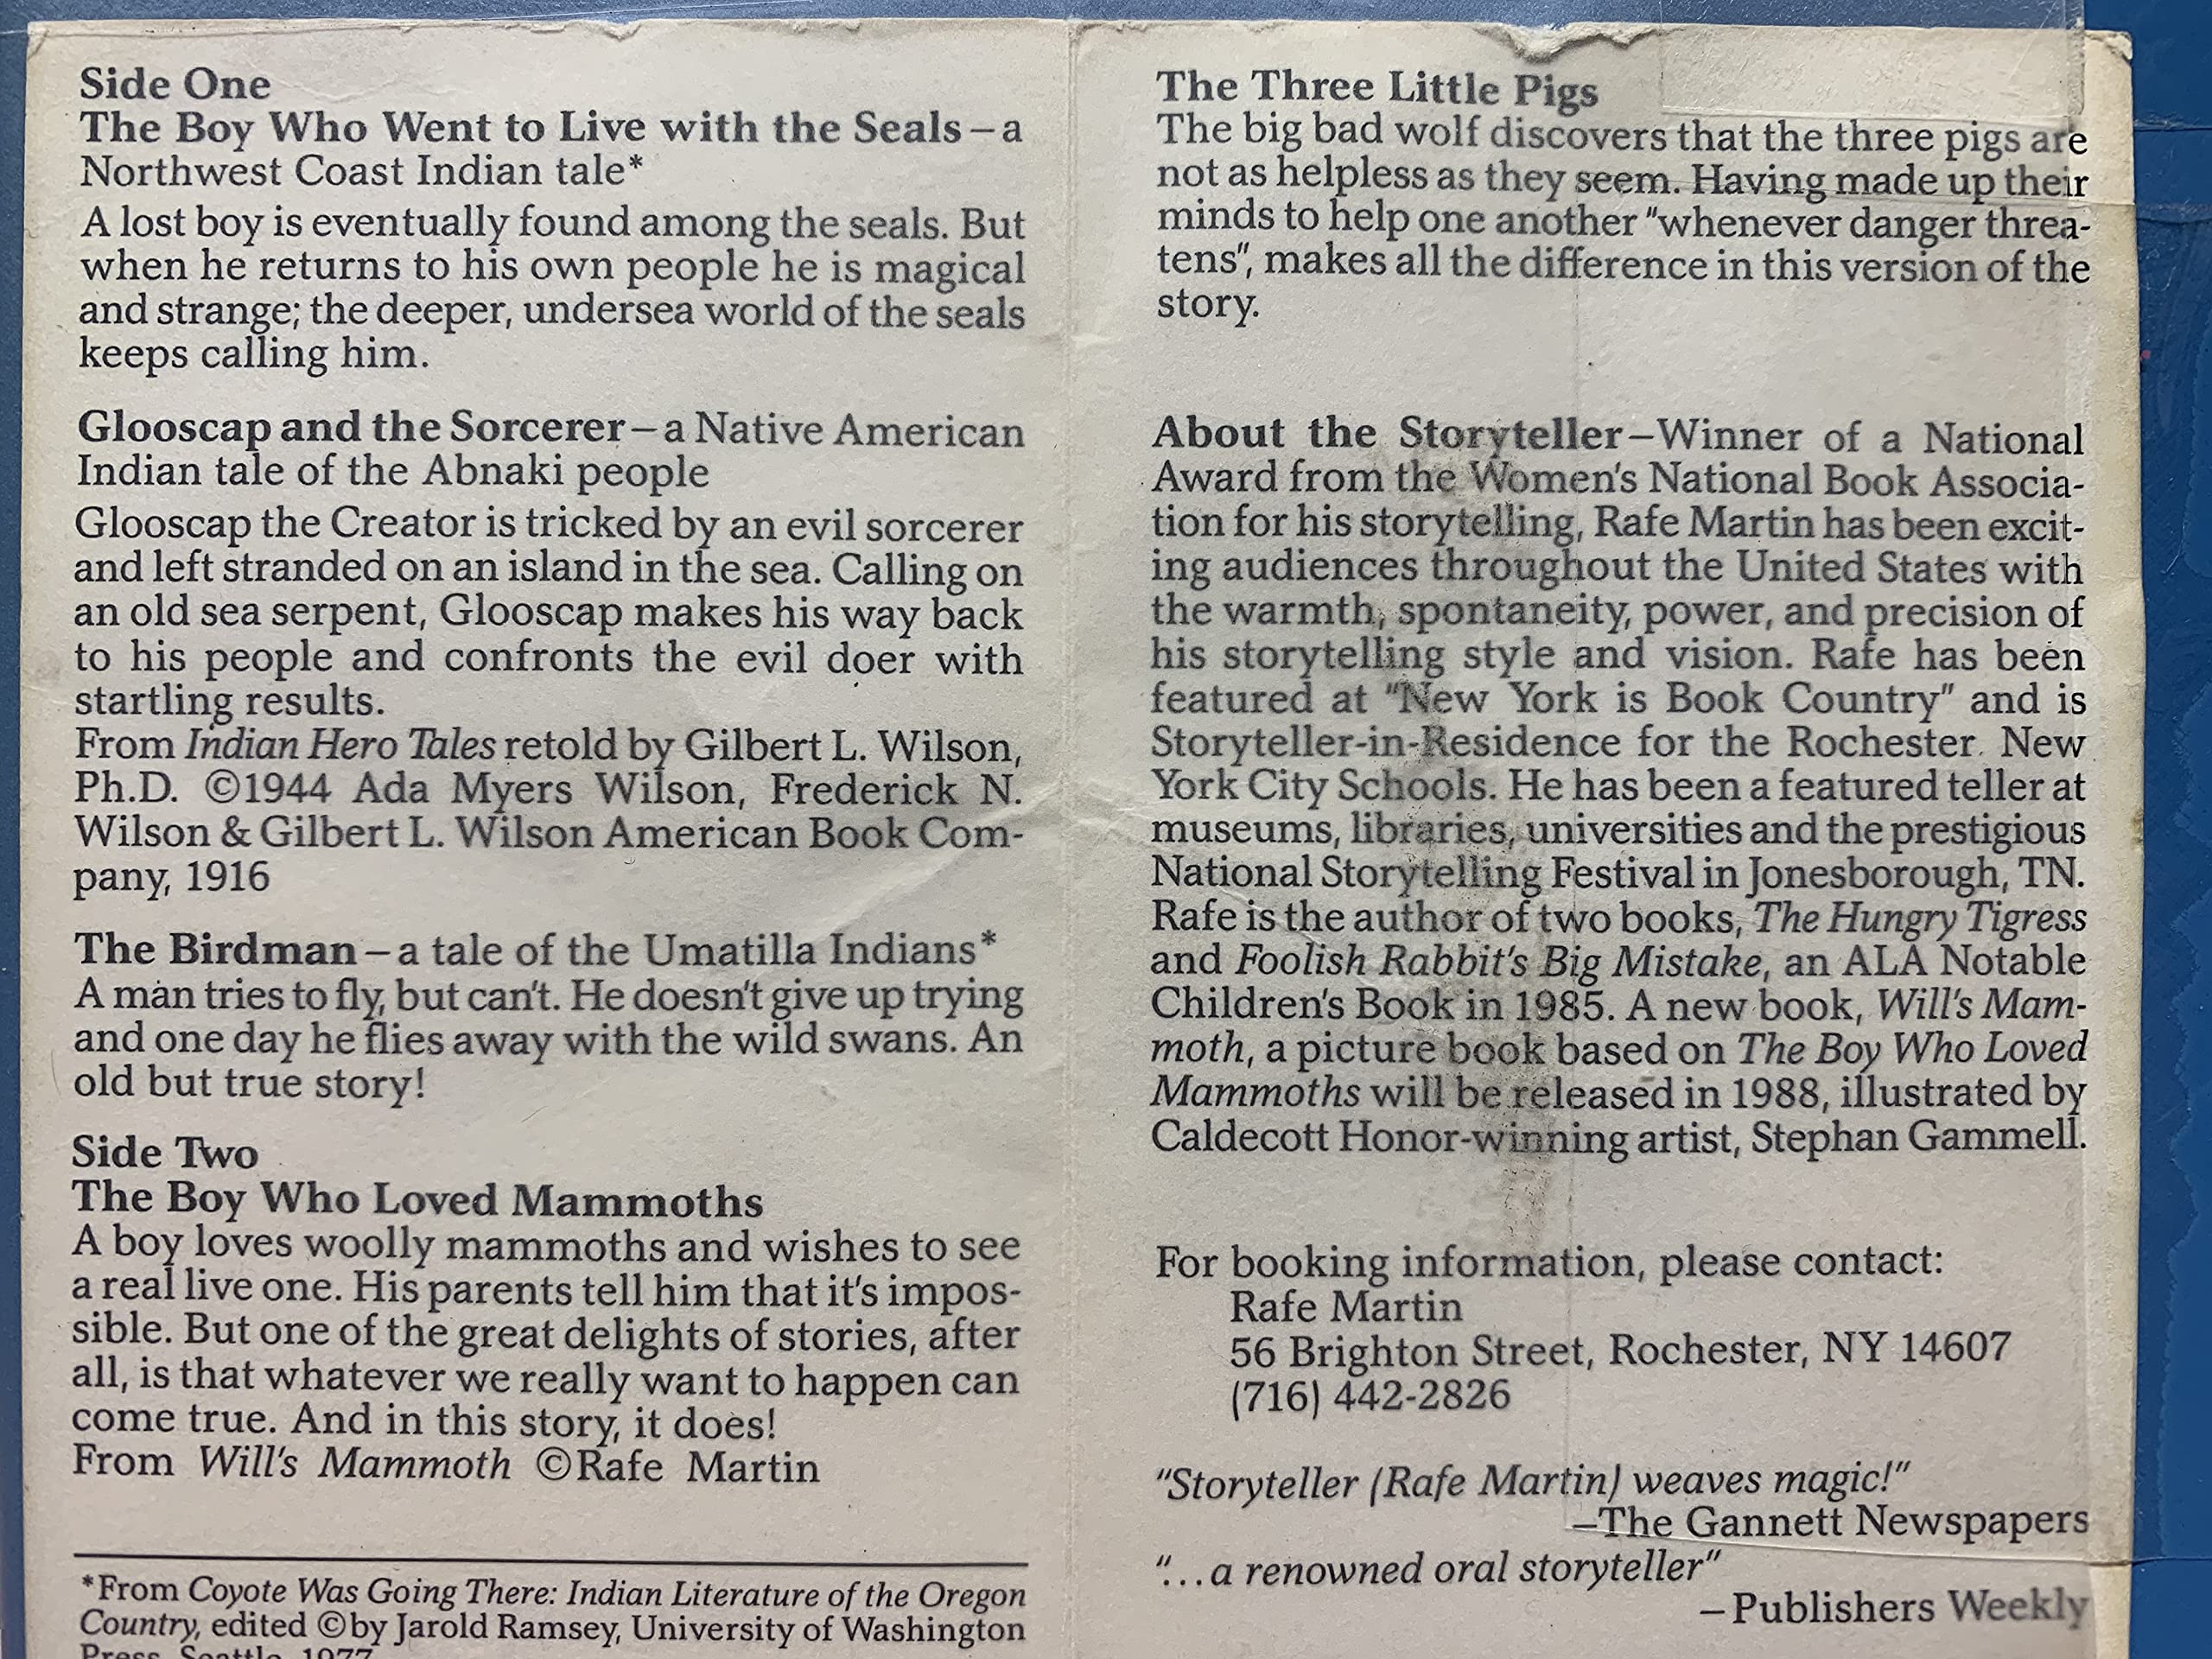 Side One
The Boy Who Went to Live with the Seals – a
Northwest Coast Indian tale*
A lost boy is eventually found among the seals. But
when he returns to his own people he is magical
and strange; the deeper, undersea world of the seals
keeps calling him.
Glooscap and the Sorcerer – a Native American
Indian tale of the Abnaki people
Glooscap the Creator is tricked by an evil sorcerer
and left stranded on an island in the sea. Calling on
an old sea serpent, Glooscap makes his way back
to his people and confronts the evil doer with
startling results.
From Indian Hero Tales retold by Gilbert L. Wilson,
Ph.D. ©1944 Ada Myers Wilson, Frederick N.
Wilson & Gilbert L. Wilson American Book Com-
pany, 1916
The Birdman – a tale of the Umatilla Indians*
A man tries to fly, but can't. He doesn't give up trying
and one day he flies away with the wild swans. An
old but true story!
Side Two
The Boy Who Loved Mammoths
A boy loves woolly mammoths and wishes to see
a real live one. His parents tell him that it's impos-
sible. But one of the great delights of stories, after
all, is that whatever we really want to happen can
come true. And in this story, it does!
From Will's Mammoth ©Rafe Martin
*From Coyote Was Going There: Indian Literature of the Oregon
Country, edited ©by Jarold Ramsey, University of Washington
Press, Seattle, 1977
The Three Little Pigs
The big bad wolf discovers that the three pigs are
not as helpless as they seem. Having made up their
minds to help one another "whenever danger threa-
tens", makes all the difference in this version of the
story.
About the Storyteller – Winner of a National
Award from the Women's National Book Associa-
tion for his storytelling, Rafe Martin has been excit-
ing audiences throughout the United States with
the warmth, spontaneity, power, and precision of
his storytelling style and vision. Rafe has been
featured at "New York is Book Country" and is
Storyteller-in-Residence for the Rochester New
York City Schools. He has been a featured teller at
museums, libraries, universities and the prestigious
National Storytelling Festival in Jonesborough, TN.
Rafe is the author of two books, The Hungry Tigress
and Foolish Rabbit's Big Mistake, an ALA Notable
Children's Book in 1985. A new book, Will's Mam-
moth, a picture book based on The Boy Who Loved
Mammoths will be released in 1988, illustrated by
Caldecott Honor-winning artist, Stephan Gammell.
For booking information, please contact:
Rafe Martin
56 Brighton Street, Rochester, NY 14607
(716) 442-2826
"Storyteller (Rafe Martin) weaves magic!"
–The Gannett Newspapers
"...a renowned oral storyteller"
– Publishers Weekly